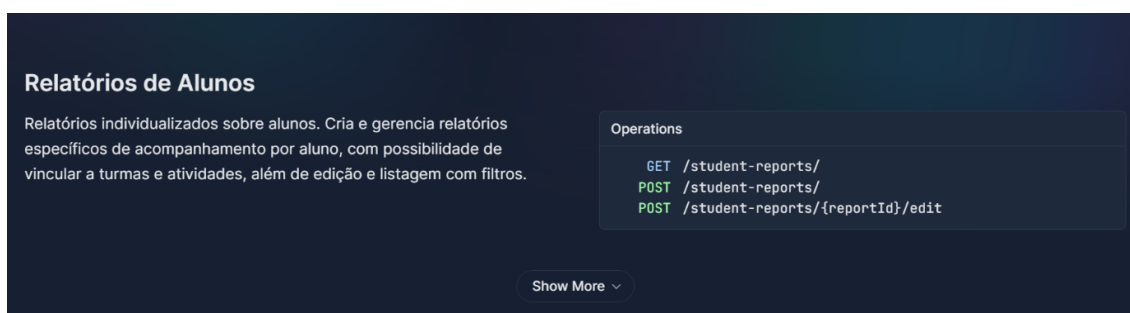 Relatórios de Alunos
Relatórios individualizados sobre alunos. Cria e gerencia relatórios
específicos de acompanhamento por aluno, com possibilidade de
vincular a turmas e atividades, além de edição e listagem com filtros.
Operations
GET /student-reports/
POST /student-reports/
POST /student-reports/{reportId}/edit
Show More